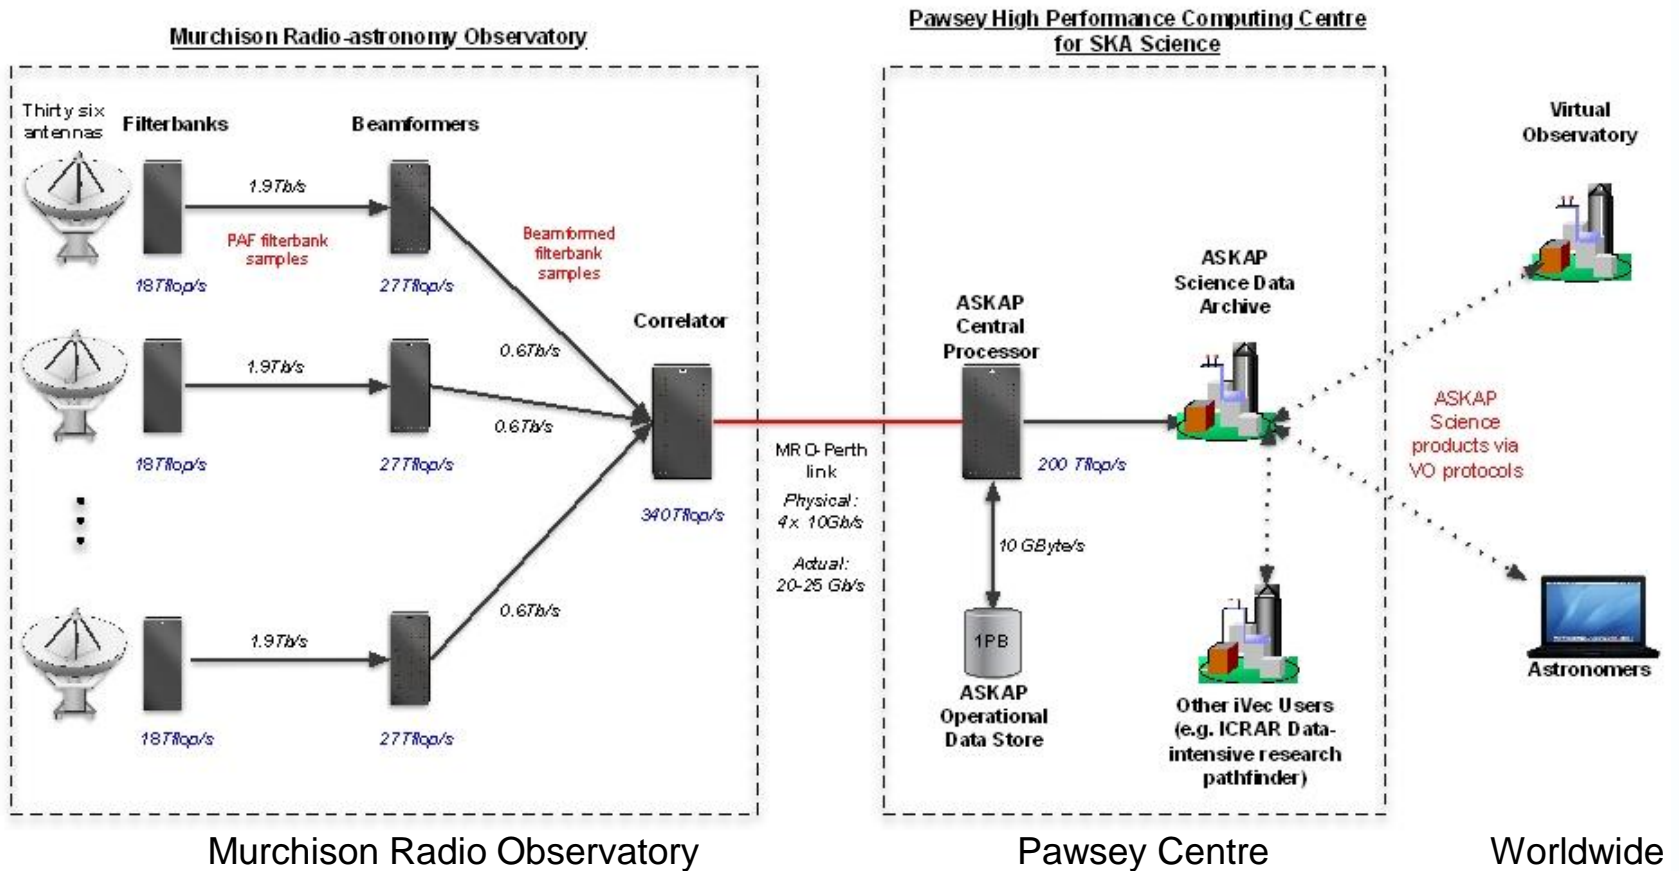 Murchison Radio-astronomy Observatory
Pawsey High Performance Computing Centre
for SKA Science
Thirty six
antennas
Filterbanks
Beamformers
1.9Tb/s
PAF filterbank
samples
18Tflop/s
27Tflop/s
Beamformed
filterbank
samples
1.9Tb/s
18Tflop/s
27Tflop/s
0.6Tb/s
0.6Tb/s
0.6Tb/s
1.9Tb/s
18Tflop/s
27Tflop/s
Correlator
340Tflop/s
MRO-Perth
link
Physical:
4x 10Gb/s
Actual:
20-25 Gb/s
ASKAP
Central
Processor
200 Tflop/s
10 GByte/s
1PB
ASKAP
Operational
Data Store
ASKAP
Science Data
Archive
Other iVec Users
(e.g. ICRAR Data-
intensive research
pathfinder)
Virtual
Observatory
ASKAP
Science
products via
VO protocols
Astronomers
Murchison Radio Observatory
Pawsey Centre
Worldwide